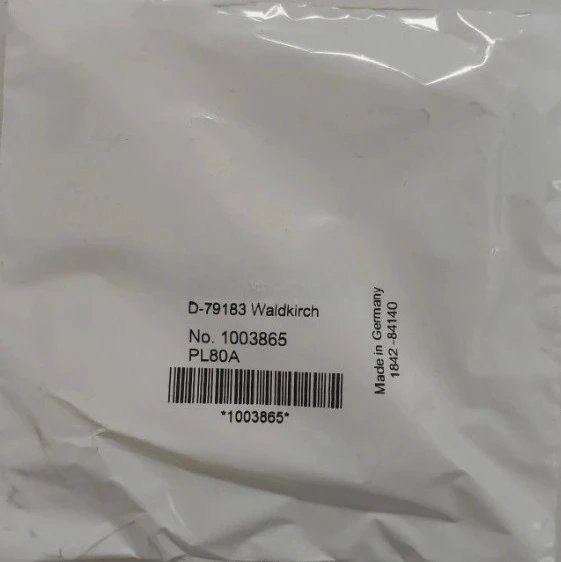 D-79183 Waldkirch
No. 1003865
PL80A
*1003865*
Made in Germany
1842-84140